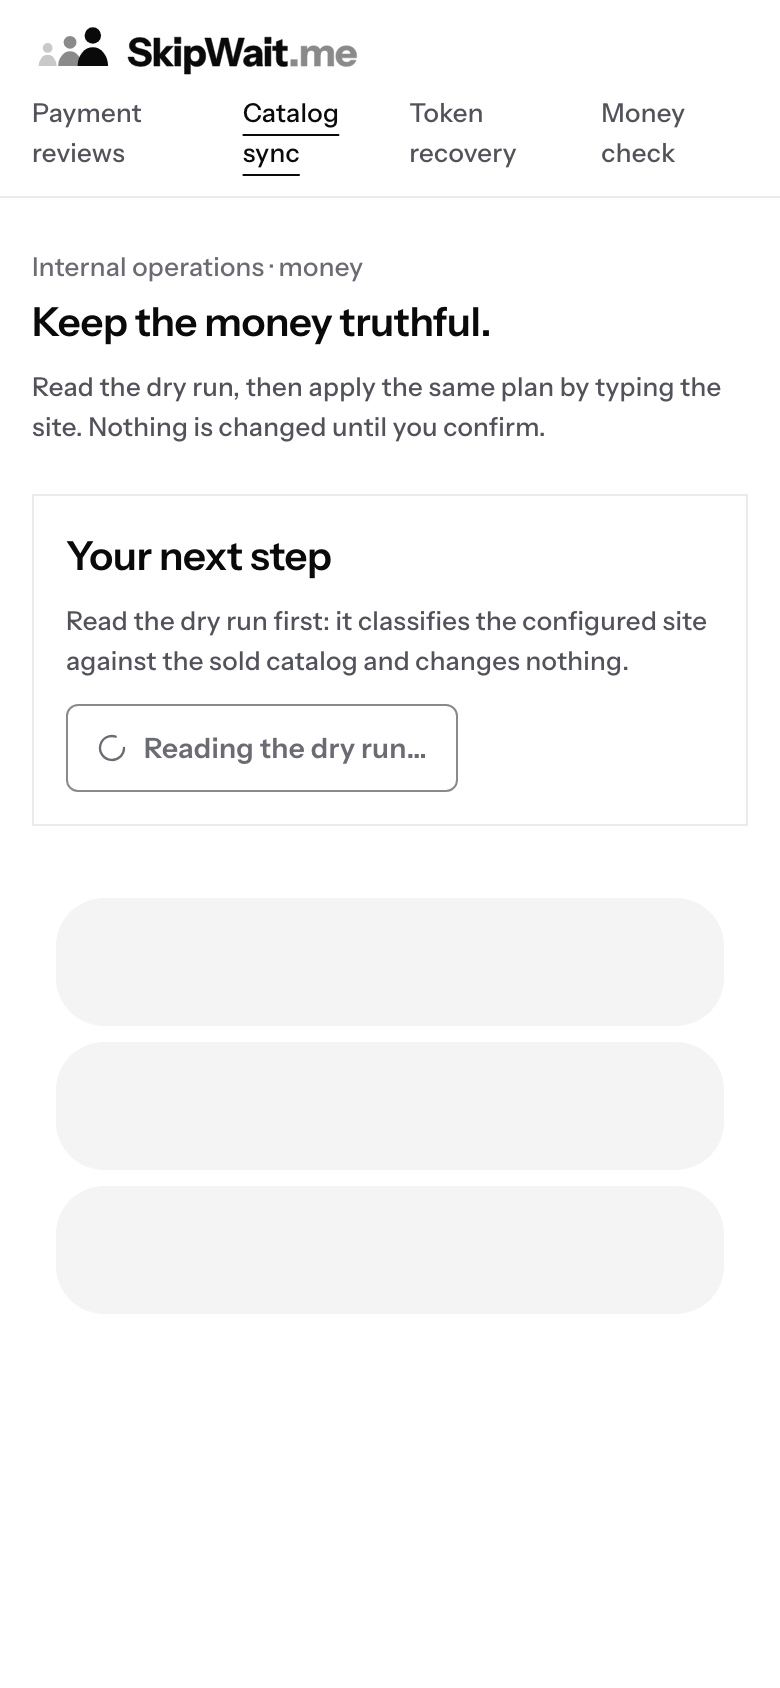 SkipWait.me
Payment reviews
Catalog sync
Token recovery
Money check
Internal operations · money
Keep the money truthful.
Read the dry run, then apply the same plan by typing the
site. Nothing is changed until you confirm.
Your next step
Read the dry run first: it classifies the configured site
against the sold catalog and changes nothing.
Reading the dry run...